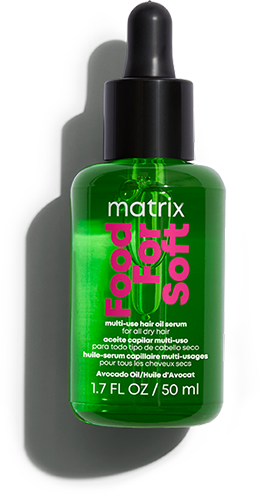 matrix
Food
For
Soft
multi-use hair oil serum
for all dry hair
aceite capilar multi-uso
para todo tipo de cabello seco
huile-serum capillaire multi-usages
pour tous les cheveux secs
Avocado Oil/Huile d'Avocat
1.7 FL OZ / 50 ml